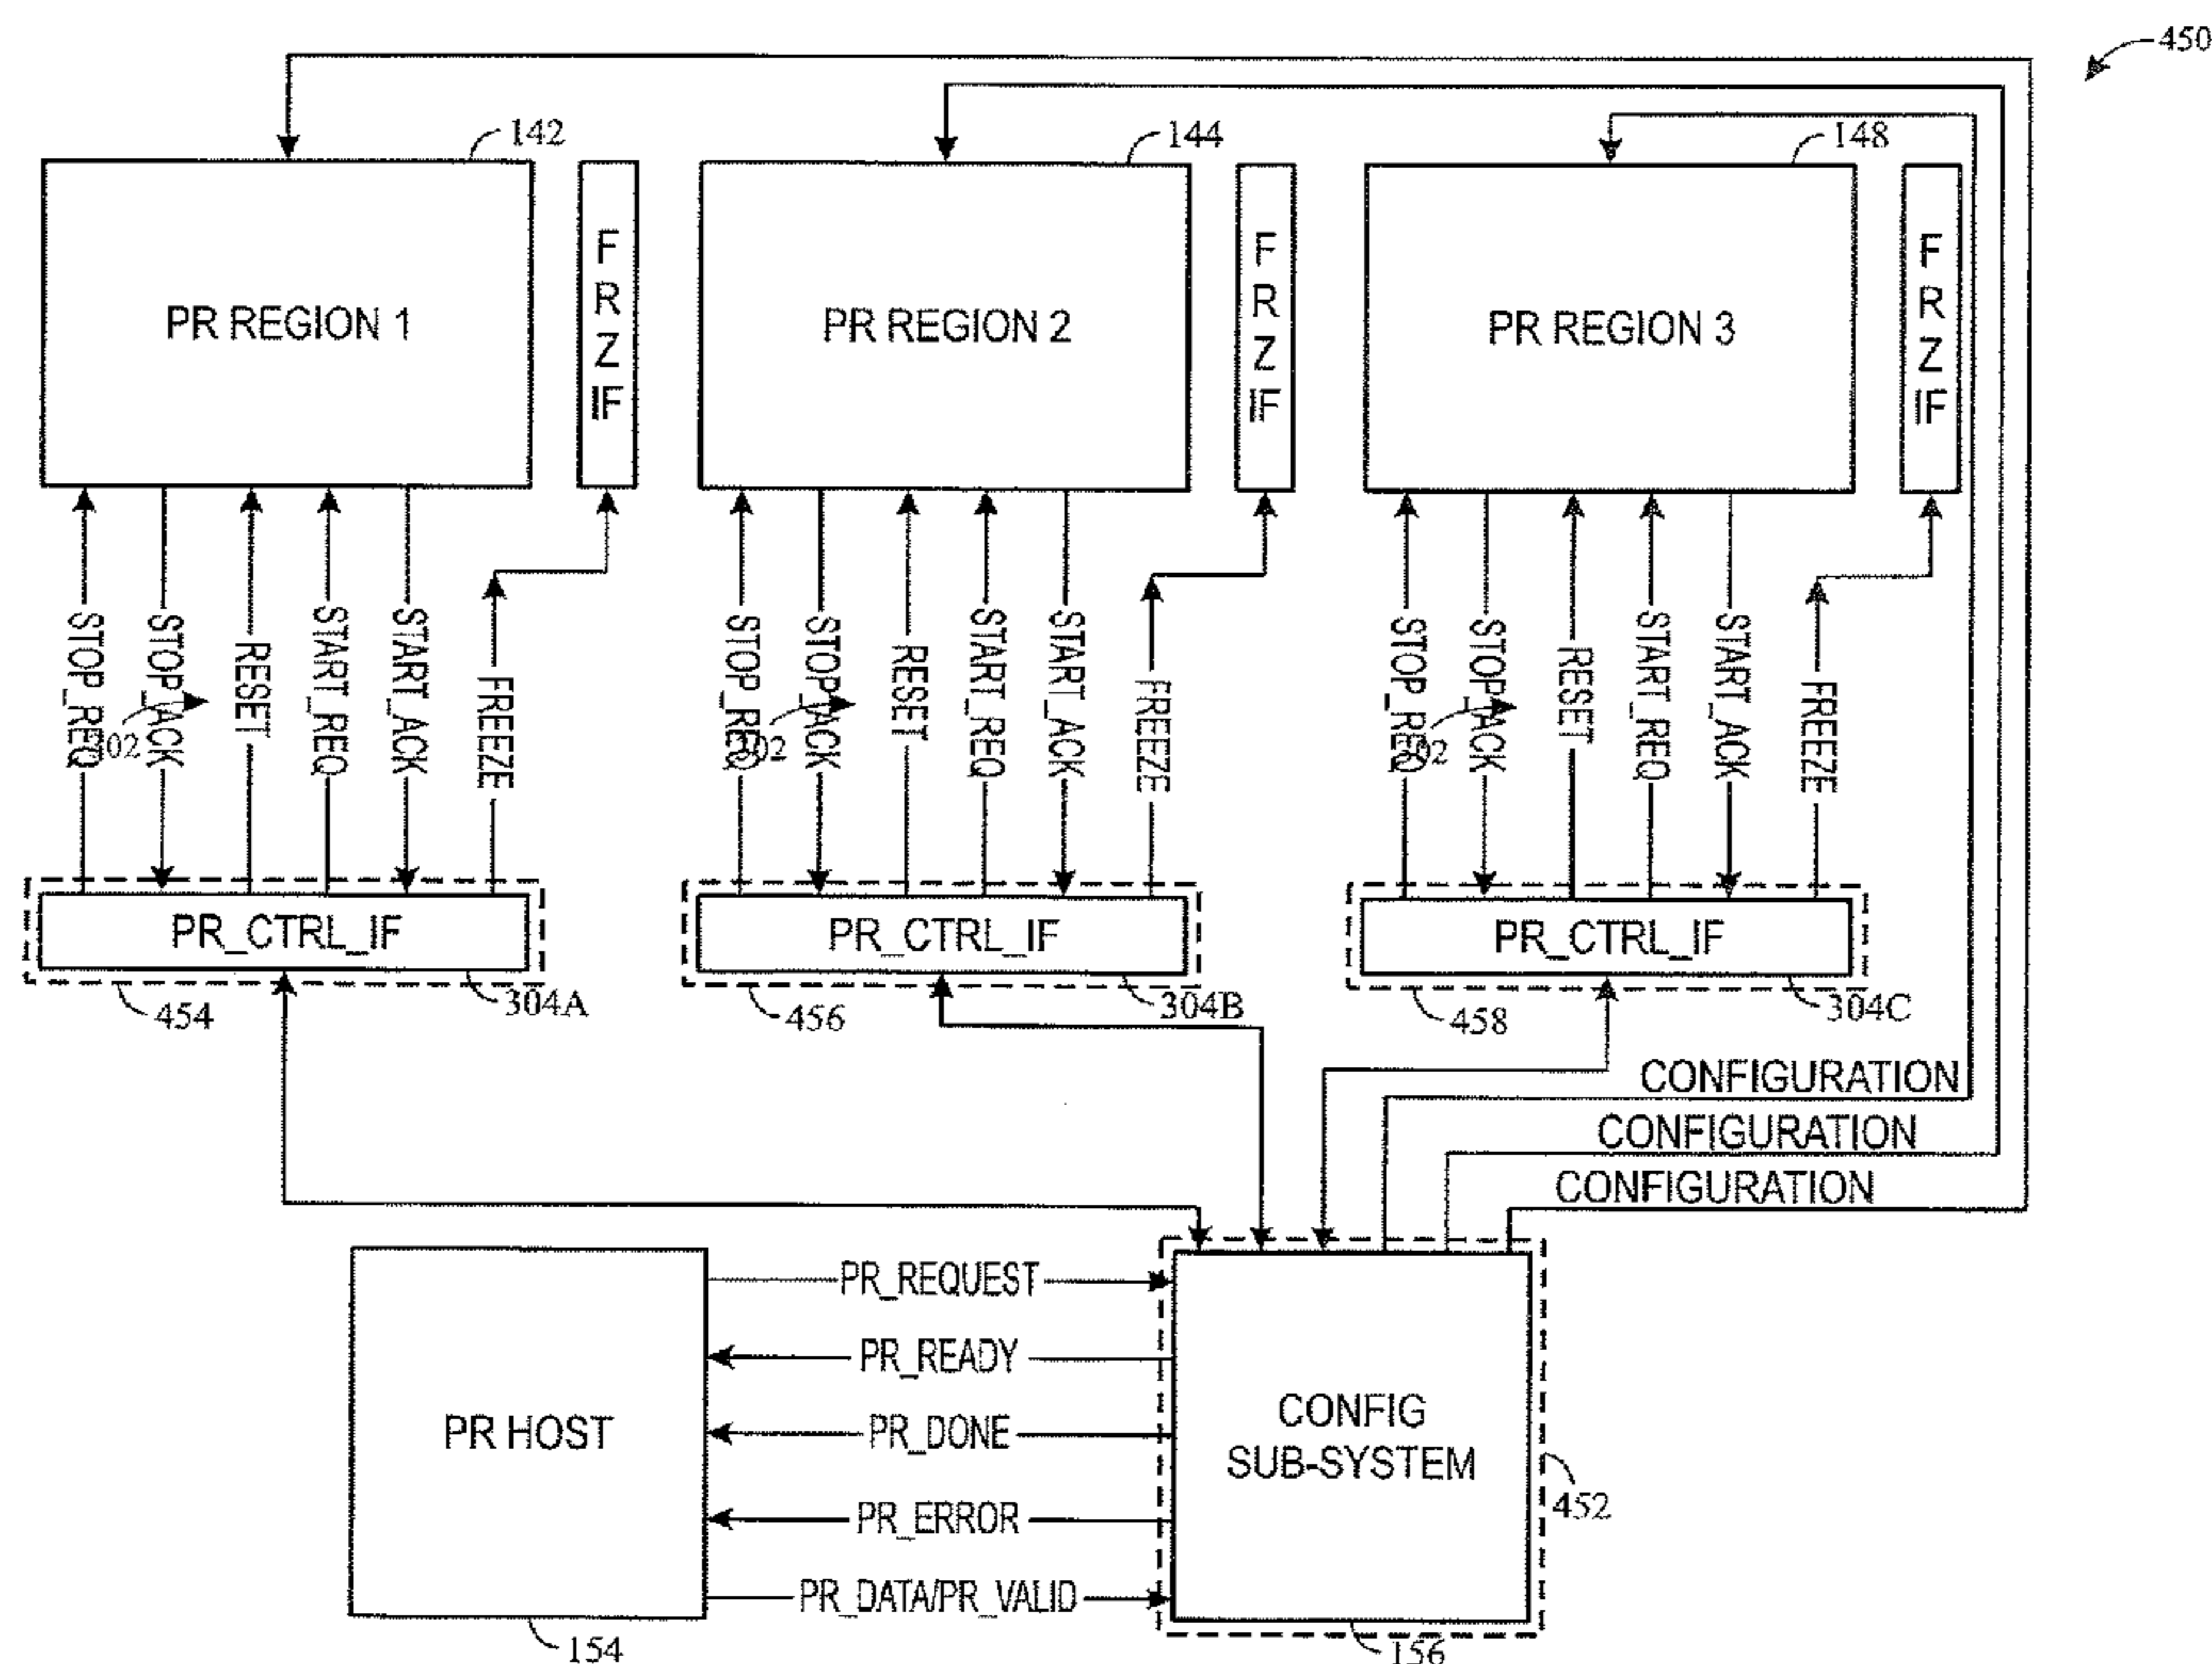 450
142
144
148
PR REGION 1
F
R
Z
IF
PR REGION 2
F
R
Z
IF
PR REGION 3
F
R
Z
IF
STOP_REQ
STOP_ACK
RESET
START_REQ
START_ACK
FREEZE
STOP_REQ
STOP_ACK
RESET
START_REQ
START_ACK
FREEZE
STOP_REQ
STOP_ACK
RESET
START_REQ
START_ACK
FREEZE
PR_CTRL_IF
PR_CTRL_IF
PR_CTRL_IF
454
304A
456
304B
458
304C
CONFIGURATION
CONFIGURATION
CONFIGURATION
PR HOST
PR_REQUEST
PR_READY
PR_DONE
PR_ERROR
PR_DATA/PR_VALID
CONFIG
SUB-SYSTEM
452
154
156